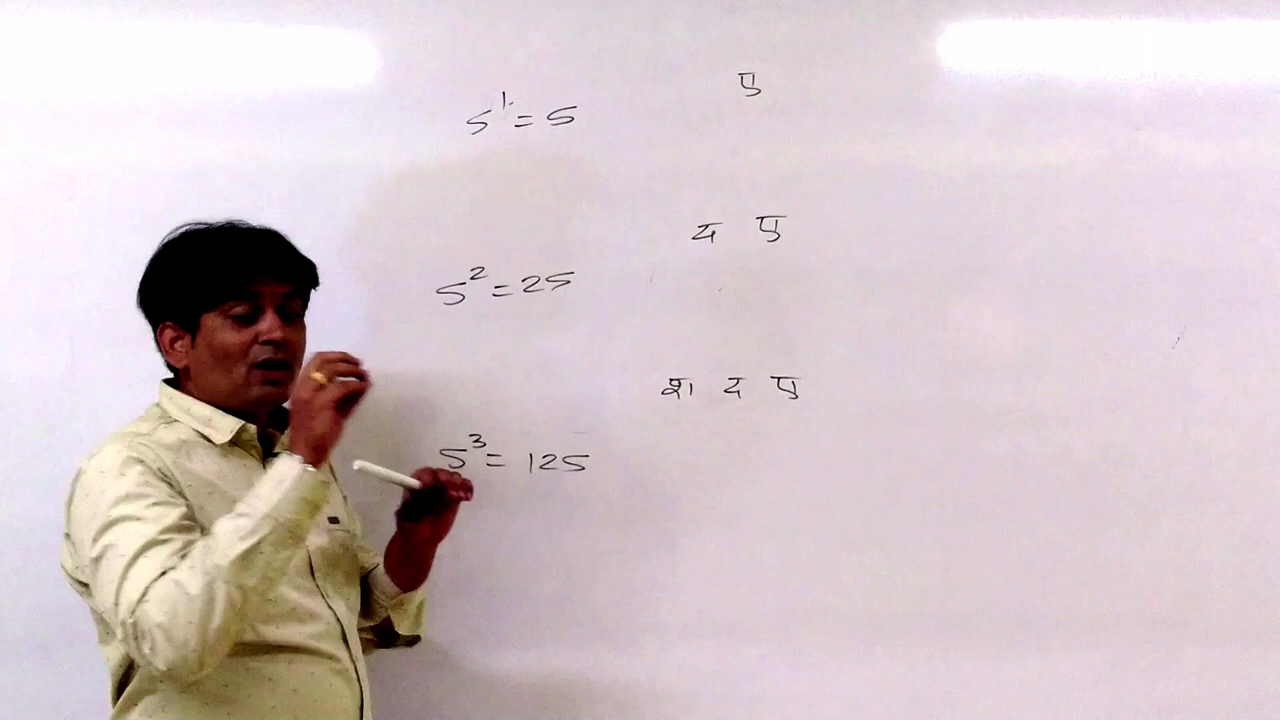 5¹ = 5
ए
द ए
5² = 25
श द ए
5³ = 125